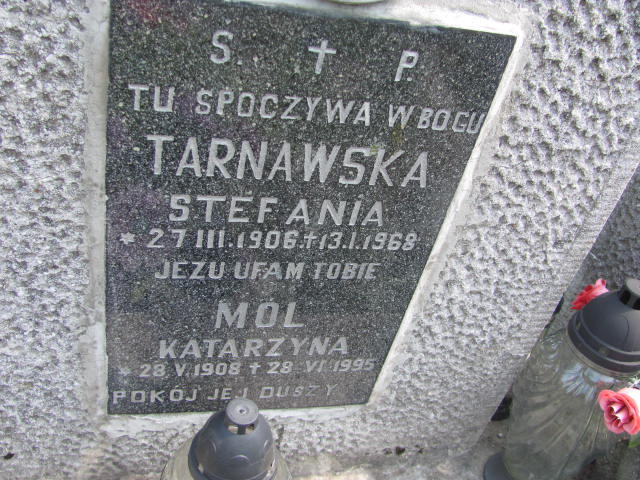 S. † P.
TU SPOCZYWA W BOGU
TARNAWSKA
STEFANIA
* 27 III. 1906 † 13. I. 1968
JEZU UFAM TOBIE
MOL
KATARZYNA
* 28 V. 1908 † 28 VI. 1995
POKÓJ JEJ DUSZY